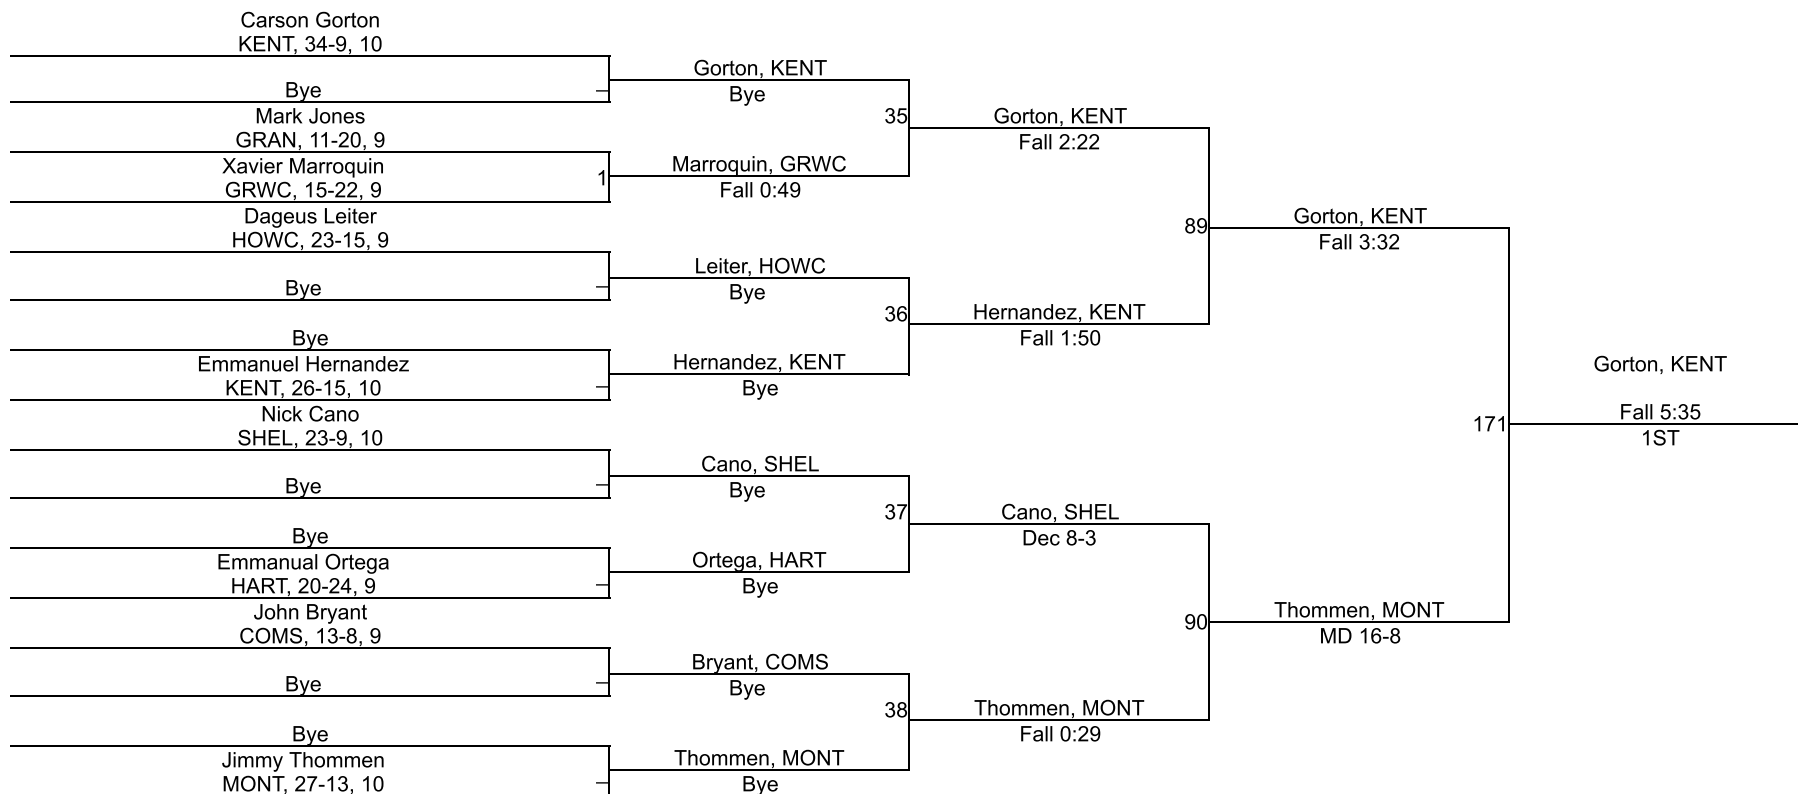 Carson Gorton
KENT, 34-9, 10
Bye
Mark Jones
GRAN, 11-20, 9
Xavier Marroquin
GRWC, 15-22, 9
Dageus Leiter
HOWC, 23-15, 9
Bye
Bye
Emmanuel Hernandez
KENT, 26-15, 10
Nick Cano
SHEL, 23-9, 10
Bye
Bye
Emmanual Ortega
HART, 20-24, 9
John Bryant
COMS, 13-8, 9
Bye
Bye
Jimmy Thommen
MONT, 27-13, 10
1
Gorton, KENT
Bye
Marroquin, GRWC
Fall 0:49
Leiter, HOWC
Bye
Hernandez, KENT
Bye
Cano, SHEL
Bye
Ortega, HART
Bye
Bryant, COMS
Bye
Thommen, MONT
Bye
35
36
37
38
Gorton, KENT
Fall 2:22
Hernandez, KENT
Fall 1:50
Cano, SHEL
Dec 8-3
Thommen, MONT
Fall 0:29
89
90
Gorton, KENT
Fall 3:32
Thommen, MONT
MD 16-8
171
Gorton, KENT
Fall 5:35
1ST